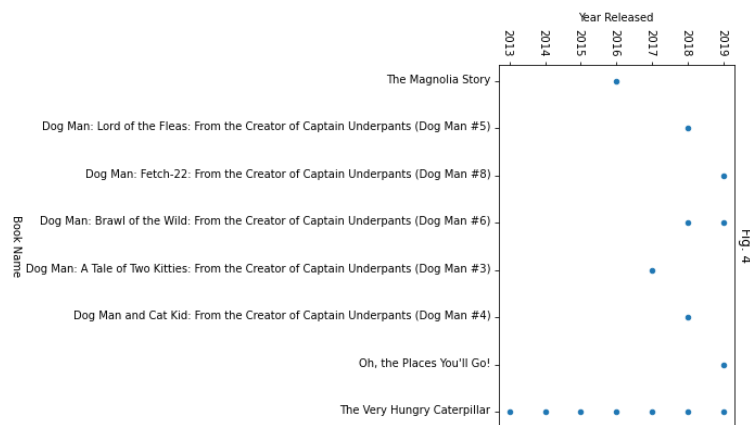 Year Released
2013
2014
2015
2016
2017
2018
2019
The Magnolia Story
Dog Man: Lord of the Fleas: From the Creator of Captain Underpants (Dog Man #5)
Dog Man: Fetch-22: From the Creator of Captain Underpants (Dog Man #8)
Dog Man: Brawl of the Wild: From the Creator of Captain Underpants (Dog Man #6)
Dog Man: A Tale of Two Kitties: From the Creator of Captain Underpants (Dog Man #3)
Dog Man and Cat Kid: From the Creator of Captain Underpants (Dog Man #4)
Oh, the Places You'll Go!
The Very Hungry Caterpillar
Book Name
Fig. 4